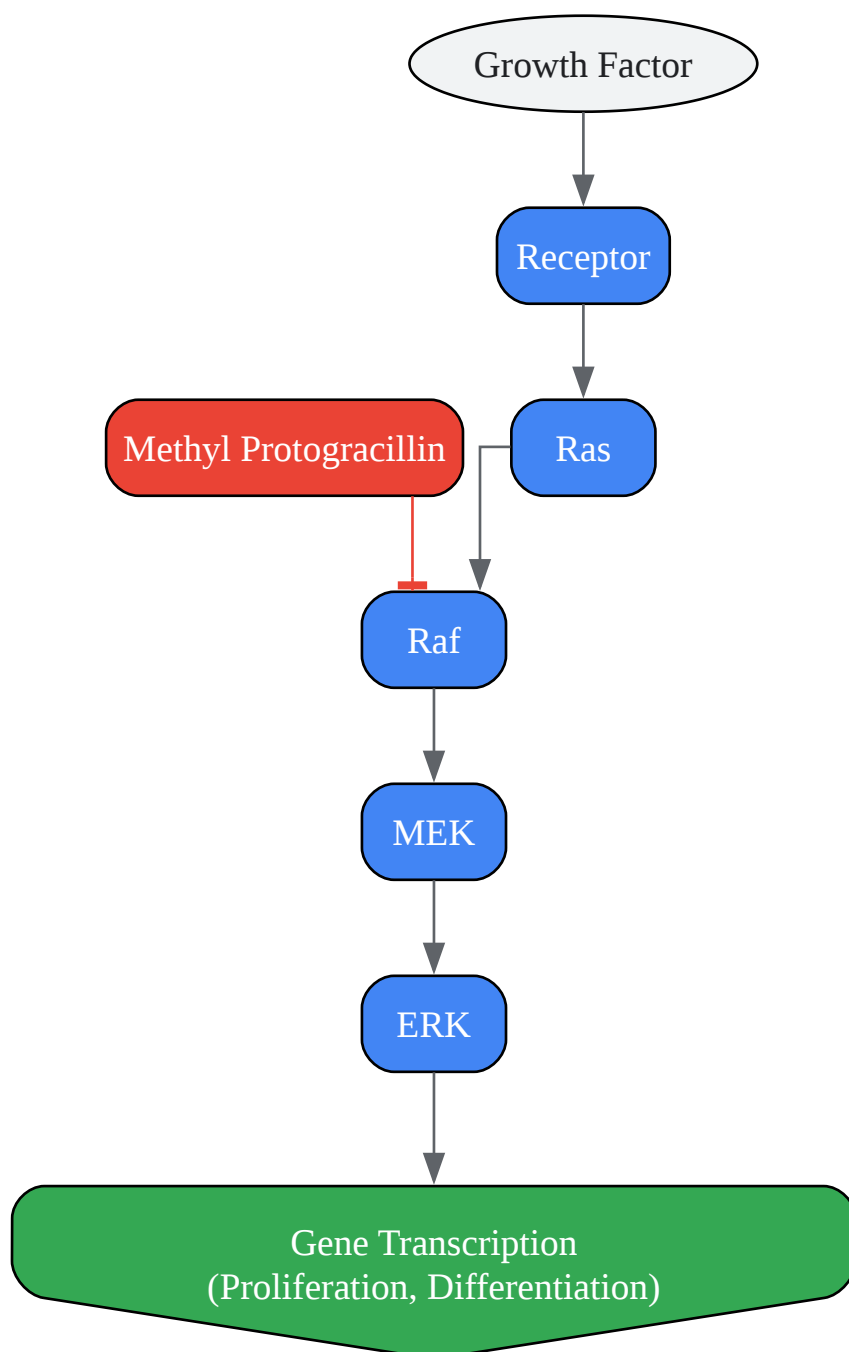 Growth Factor
Receptor
Methyl Protogracillin
Ras
Raf
MEK
ERK
Gene Transcription
(Proliferation, Differentiation)